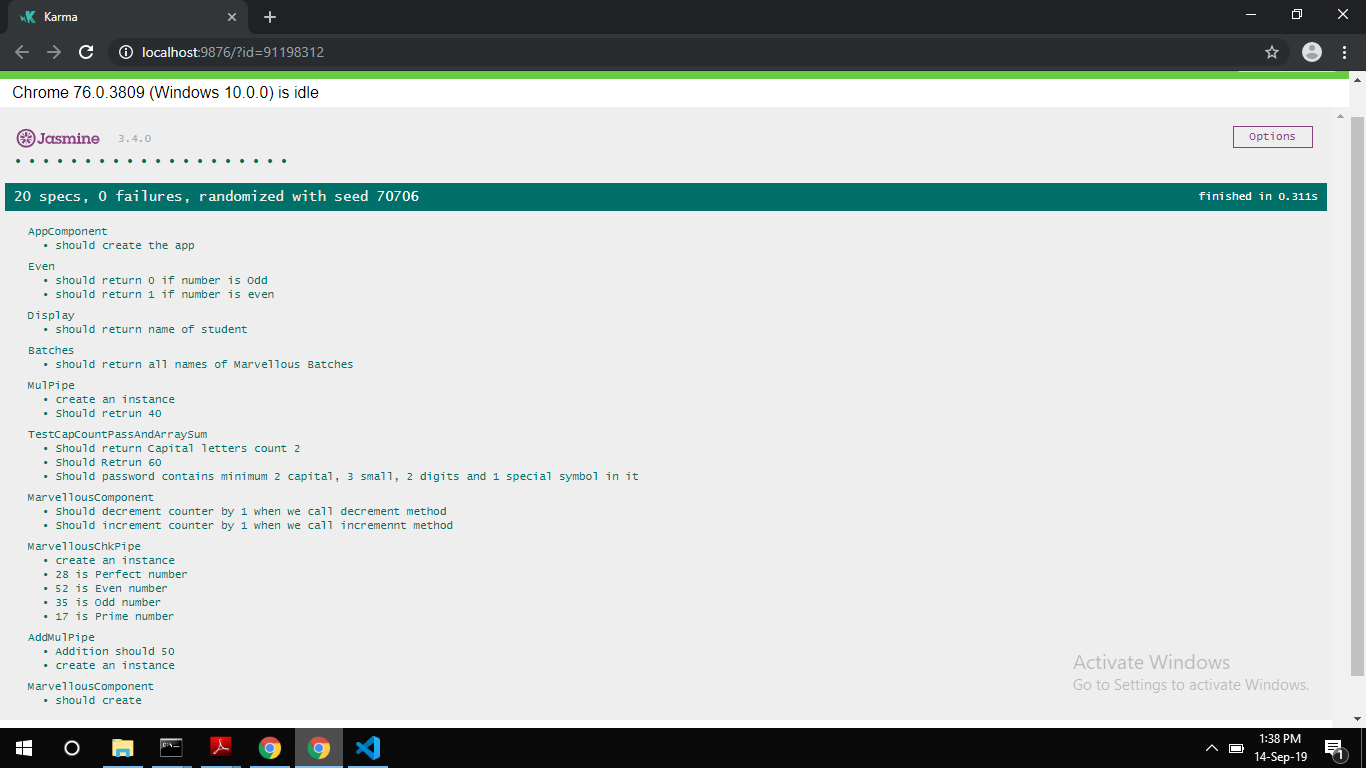 Karma
localhost:9876/?id=91198312
Chrome 76.0.3809 (Windows 10.0.0) is idle
Jasmine 3.4.0 Options
• • • • • • • • • • • • • • • • • • • •
20 specs, 0 failures, randomized with seed 70706 finished in 0.311s
AppComponent
• should create the app
Even
• should return 0 if number is Odd
• should return 1 if number is even
Display
• should return name of student
Batches
• should return all names of Marvellous Batches
MulPipe
• create an instance
• Should retrun 40
TestCapCountPassAndArraySum
• Should return Capital letters count 2
• Should Retrun 60
• Should password contains minimum 2 capital, 3 small, 2 digits and 1 special symbol in it
MarvellousComponent
• Should decrement counter by 1 when we call decrement method
• Should increment counter by 1 when we call incremennt method
MarvellousChkPipe
• create an instance
• 28 is Perfect number
• 52 is Even number
• 35 is Odd number
• 17 is Prime number
AddMulPipe
• Addition should 50
• create an instance
MarvellousComponent
• should create
Activate Windows
Go to Settings to activate Windows.
1:38 PM
14-Sep-19
1